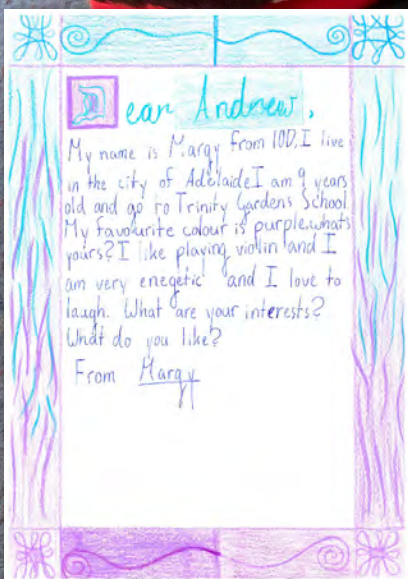 Dear Andrew,
My name is Margy from 10D, I live
in the city of Adelaide I am 9 years
old and go to Trinity Gardens School
My favourite colour is purple, whats
yours? I like playing violin and I
am very enegetic and I love to
laugh. What are your interests?
What do you like?
From Margy